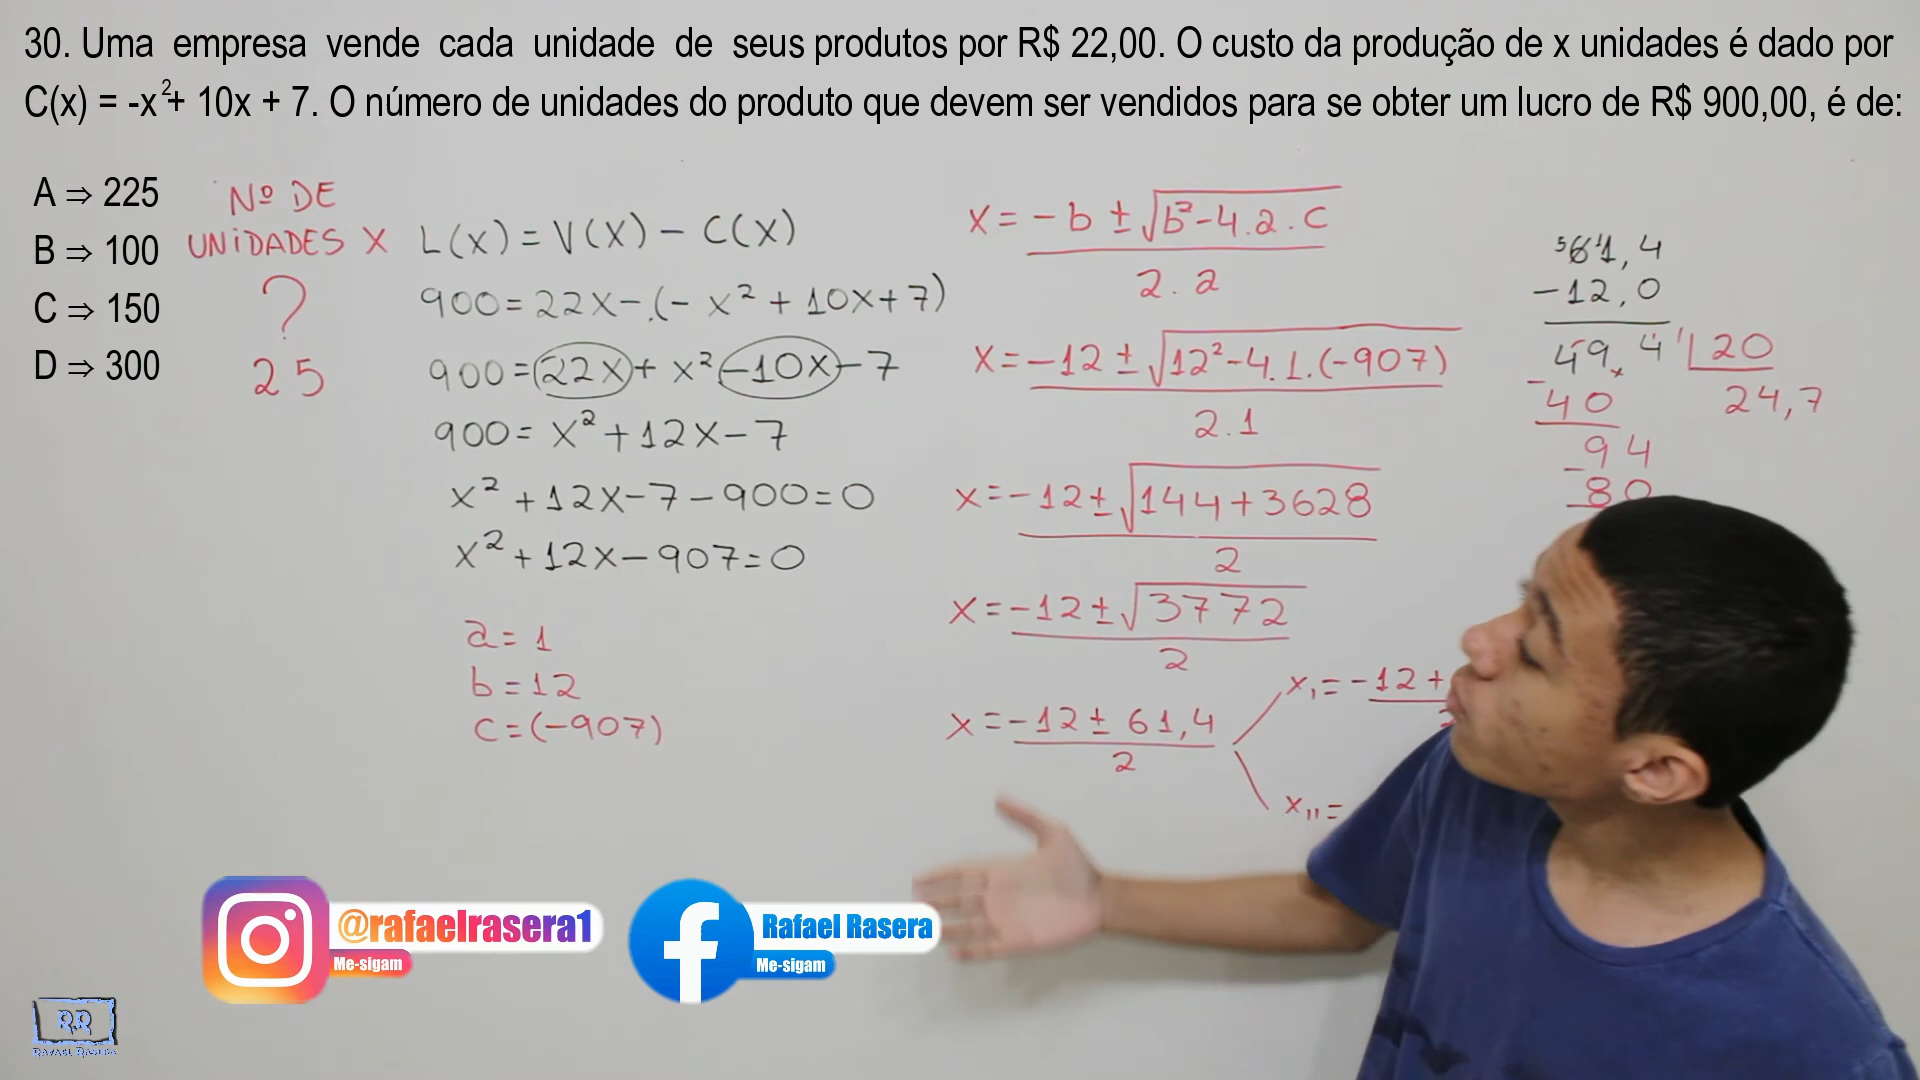 30. Uma empresa vende cada unidade de seus produtos por R$ 22,00. O custo da produção de x unidades é dado por
C(x) = -x²+ 10x + 7. O número de unidades do produto que devem ser vendidos para se obter um lucro de R$ 900,00, é de:
A ⇒ 225
B ⇒ 100
C ⇒ 150
D ⇒ 300
Nº DE
UNIDADES X
?
25
L(x) = V(x) - C(x)
900 = 22x - (- x² + 10x + 7)
900 = 22x + x² - 10x - 7
900 = x² + 12x - 7
x² + 12x - 7 - 900 = 0
x² + 12x - 907 = 0
a = 1
b = 12
c = (-907)
x = -b ± √b² - 4.a.c
2.a
x = -12 ± √12² - 4.1.(-907)
2.1
x = -12 ± √144 + 3628
2
x = -12 ± √3772
2
x = -12 ± 61,4
2
x, = -12 +
x,, =
61,4
-12,0
49,4 20
-40 24,7
94
-80
@rafaelrasera1
Me-sigam
Rafael Rasera
Me-sigam
RR
RAFAEL RASERA